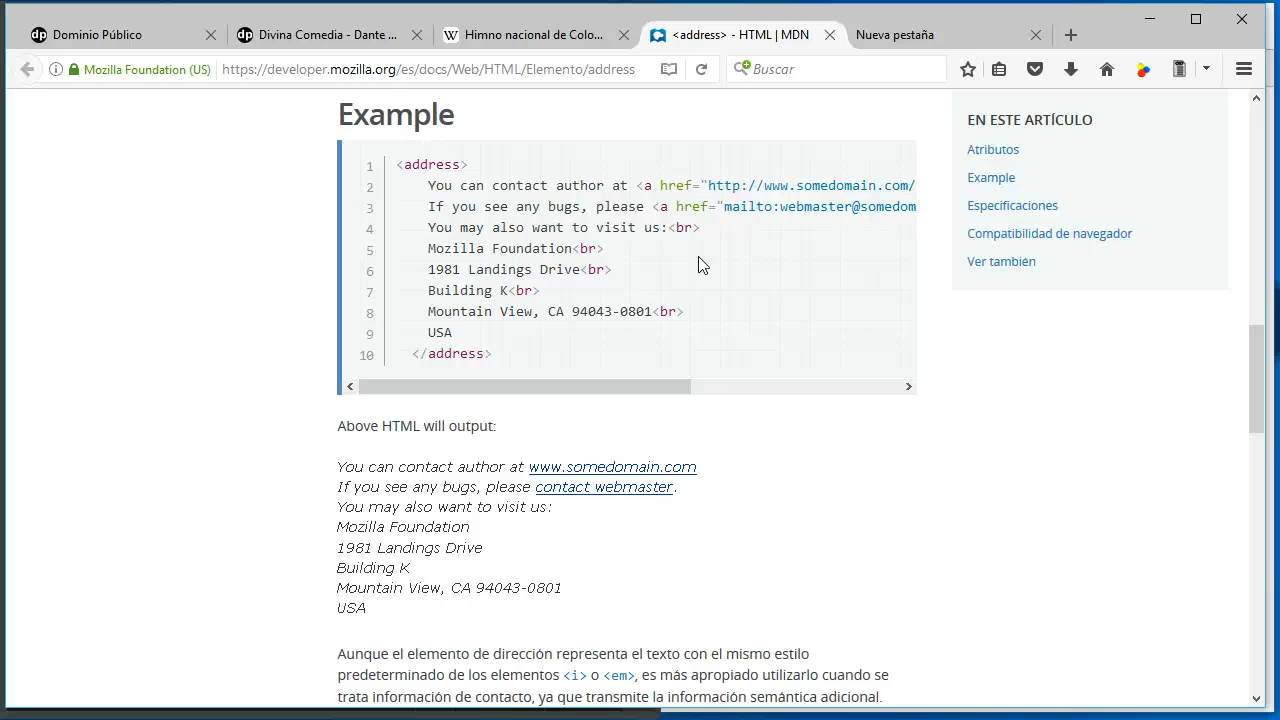 Dominio Público
Divina Comedia - Dante ...
Himno nacional de Colo...
<address> - HTML | MDN
Nueva pestaña
Mozilla Foundation (US)
https://developer.mozilla.org/es/docs/Web/HTML/Elemento/address
Buscar
Example
1 <address>
2 You can contact author at <a href="http://www.somedomain.com/
3 If you see any bugs, please <a href="mailto:webmaster@somedom
4 You may also want to visit us:<br>
5 Mozilla Foundation<br>
6 1981 Landings Drive<br>
7 Building K<br>
8 Mountain View, CA 94043-0801<br>
9 USA
10 </address>
Above HTML will output:
You can contact author at www.somedomain.com
If you see any bugs, please contact webmaster.
You may also want to visit us:
Mozilla Foundation
1981 Landings Drive
Building K
Mountain View, CA 94043-0801
USA
Aunque el elemento de dirección representa el texto con el mismo estilo
predeterminado de los elementos <i> o <em>, es más apropiado utilizarlo cuando se
trata información de contacto, ya que transmite la información semántica adicional.
EN ESTE ARTÍCULO
Atributos
Example
Especificaciones
Compatibilidad de navegador
Ver también